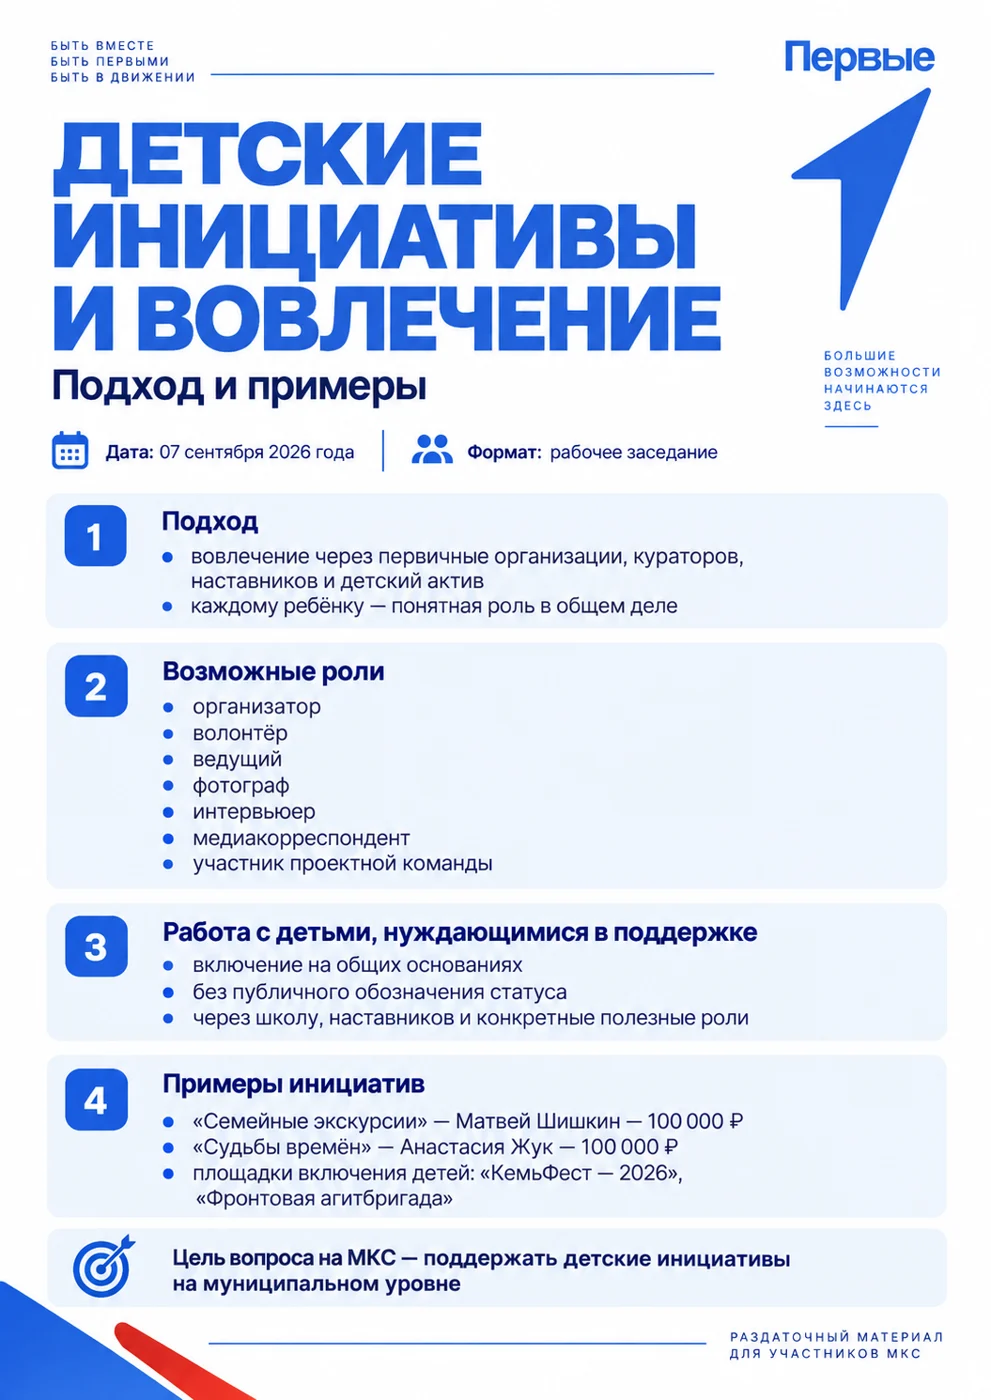 БЫТЬ ВМЕСТЕ
БЫТЬ ПЕРВЫМИ
БЫТЬ В ДВИЖЕНИИ
Первые
ДЕТСКИЕ
ИНИЦИАТИВЫ
И ВОВЛЕЧЕНИЕ
Подход и примеры
БОЛЬШИЕ
ВОЗМОЖНОСТИ
НАЧИНАЮТСЯ
ЗДЕСЬ
Дата: 07 сентября 2026 года
Формат: рабочее заседание
1
Подход
• вовлечение через первичные организации, кураторов,
наставников и детский актив
• каждому ребёнку — понятная роль в общем деле
2
Возможные роли
• организатор
• волонтёр
• ведущий
• фотограф
• интервьюер
• медиакорреспондент
• участник проектной команды
3
Работа с детьми, нуждающимися в поддержке
• включение на общих основаниях
• без публичного обозначения статуса
• через школу, наставников и конкретные полезные роли
4
Примеры инициатив
• «Семейные экскурсии» — Матвей Шишкин — 100 000 ₽
• «Судьбы времён» — Анастасия Жук — 100 000 ₽
• площадки включения детей: «КемьФест — 2026»,
«Фронтовая агитбригада»
Цель вопроса на МКС — поддержать детские инициативы
на муниципальном уровне
РАЗДАТОЧНЫЙ МАТЕРИАЛ
ДЛЯ УЧАСТНИКОВ МКС